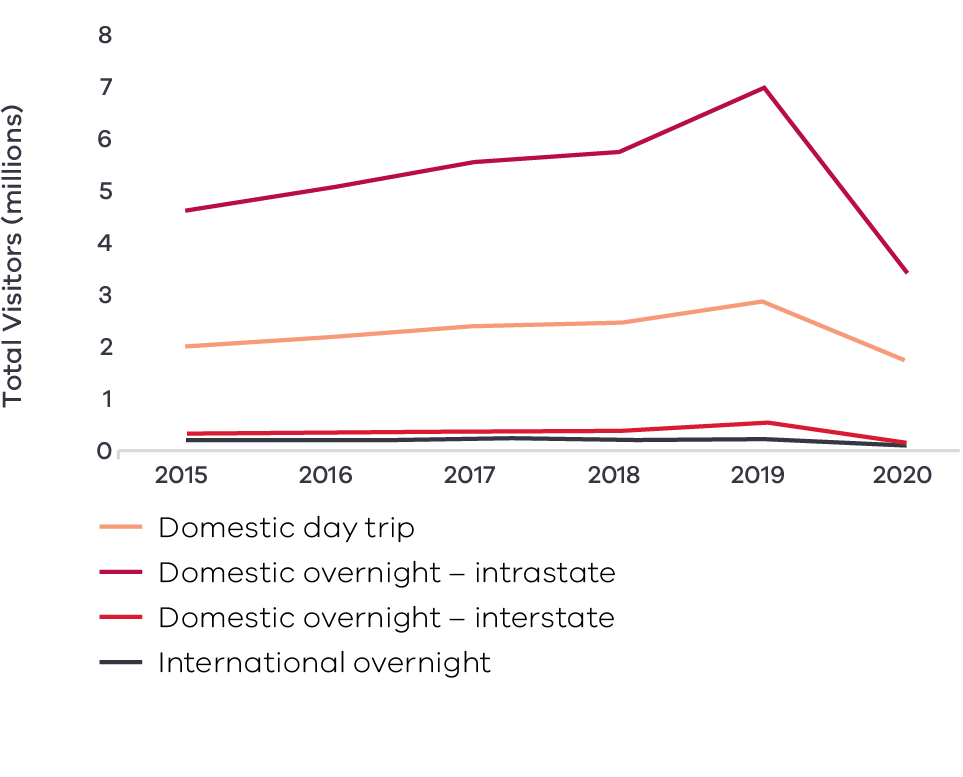 8
7
6
5
4
3
2
1
0
Total Visitors (millions)
2015 2016 2017 2018 2019 2020
Domestic day trip
Domestic overnight – intrastate
Domestic overnight – interstate
International overnight